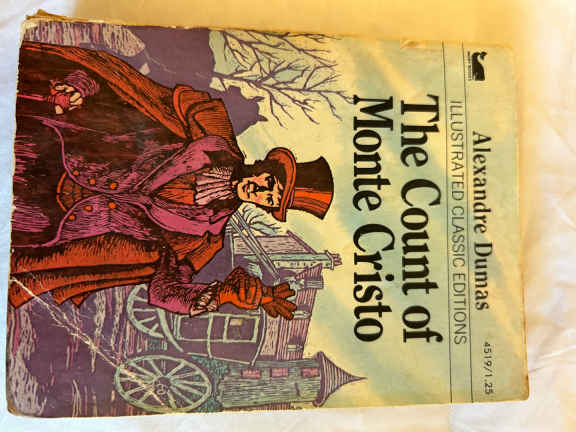 Alexandre Dumas
4519/1.25
ILLUSTRATED CLASSIC EDITIONS
The Count of
Monte Cristo